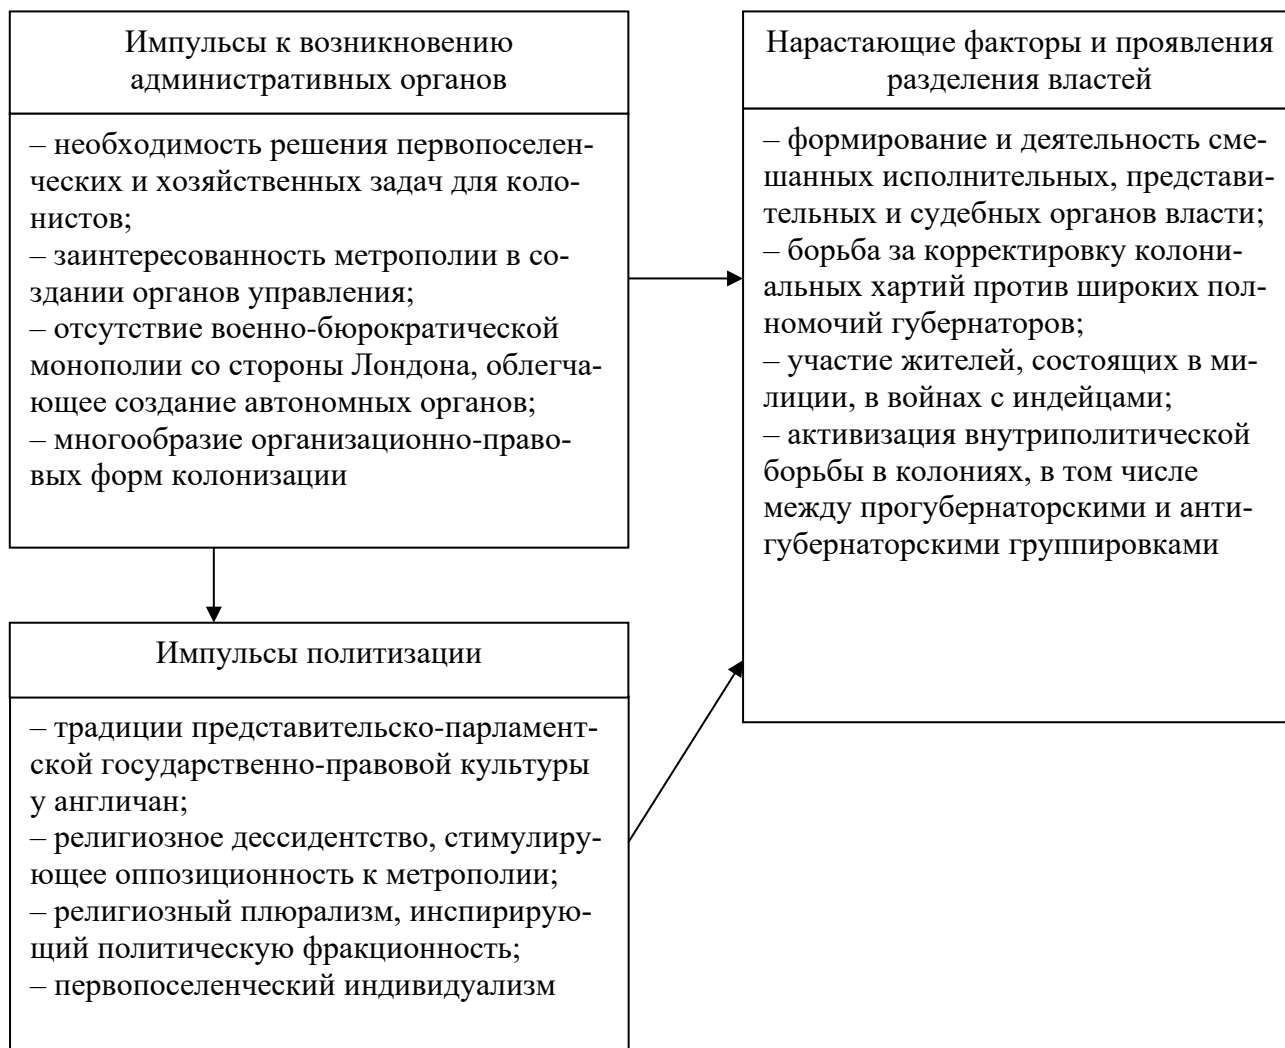 Импульсы к возникновению
административных органов
– необходимость решения первопоселен-
ческих и хозяйственных задач для коло-
нистов;
– заинтересованность метрополии в со-
здании органов управления;
– отсутствие военно-бюрократической
монополии со стороны Лондона, облегча-
ющее создание автономных органов;
– многообразие организационно-право-
вых форм колонизации
Импульсы политизации
– традиции представительско-парламент-
ской государственно-правовой культуры
у англичан;
– религиозное дессидентство, стимулиру-
ющее оппозиционность к метрополии;
– религиозный плюрализм, инспирирую-
щий политическую фракционность;
– первопоселенческий индивидуализм
Нарастающие факторы и проявления
разделения властей
– формирование и деятельность сме-
шанных исполнительных, представи-
тельных и судебных органов власти;
– борьба за корректировку колони-
альных хартий против широких пол-
номочий губернаторов;
– участие жителей, состоящих в ми-
лиции, в войнах с индейцами;
– активизация внутриполитической
борьбы в колониях, в том числе
между прогубернаторскими и анти-
губернаторскими группировками